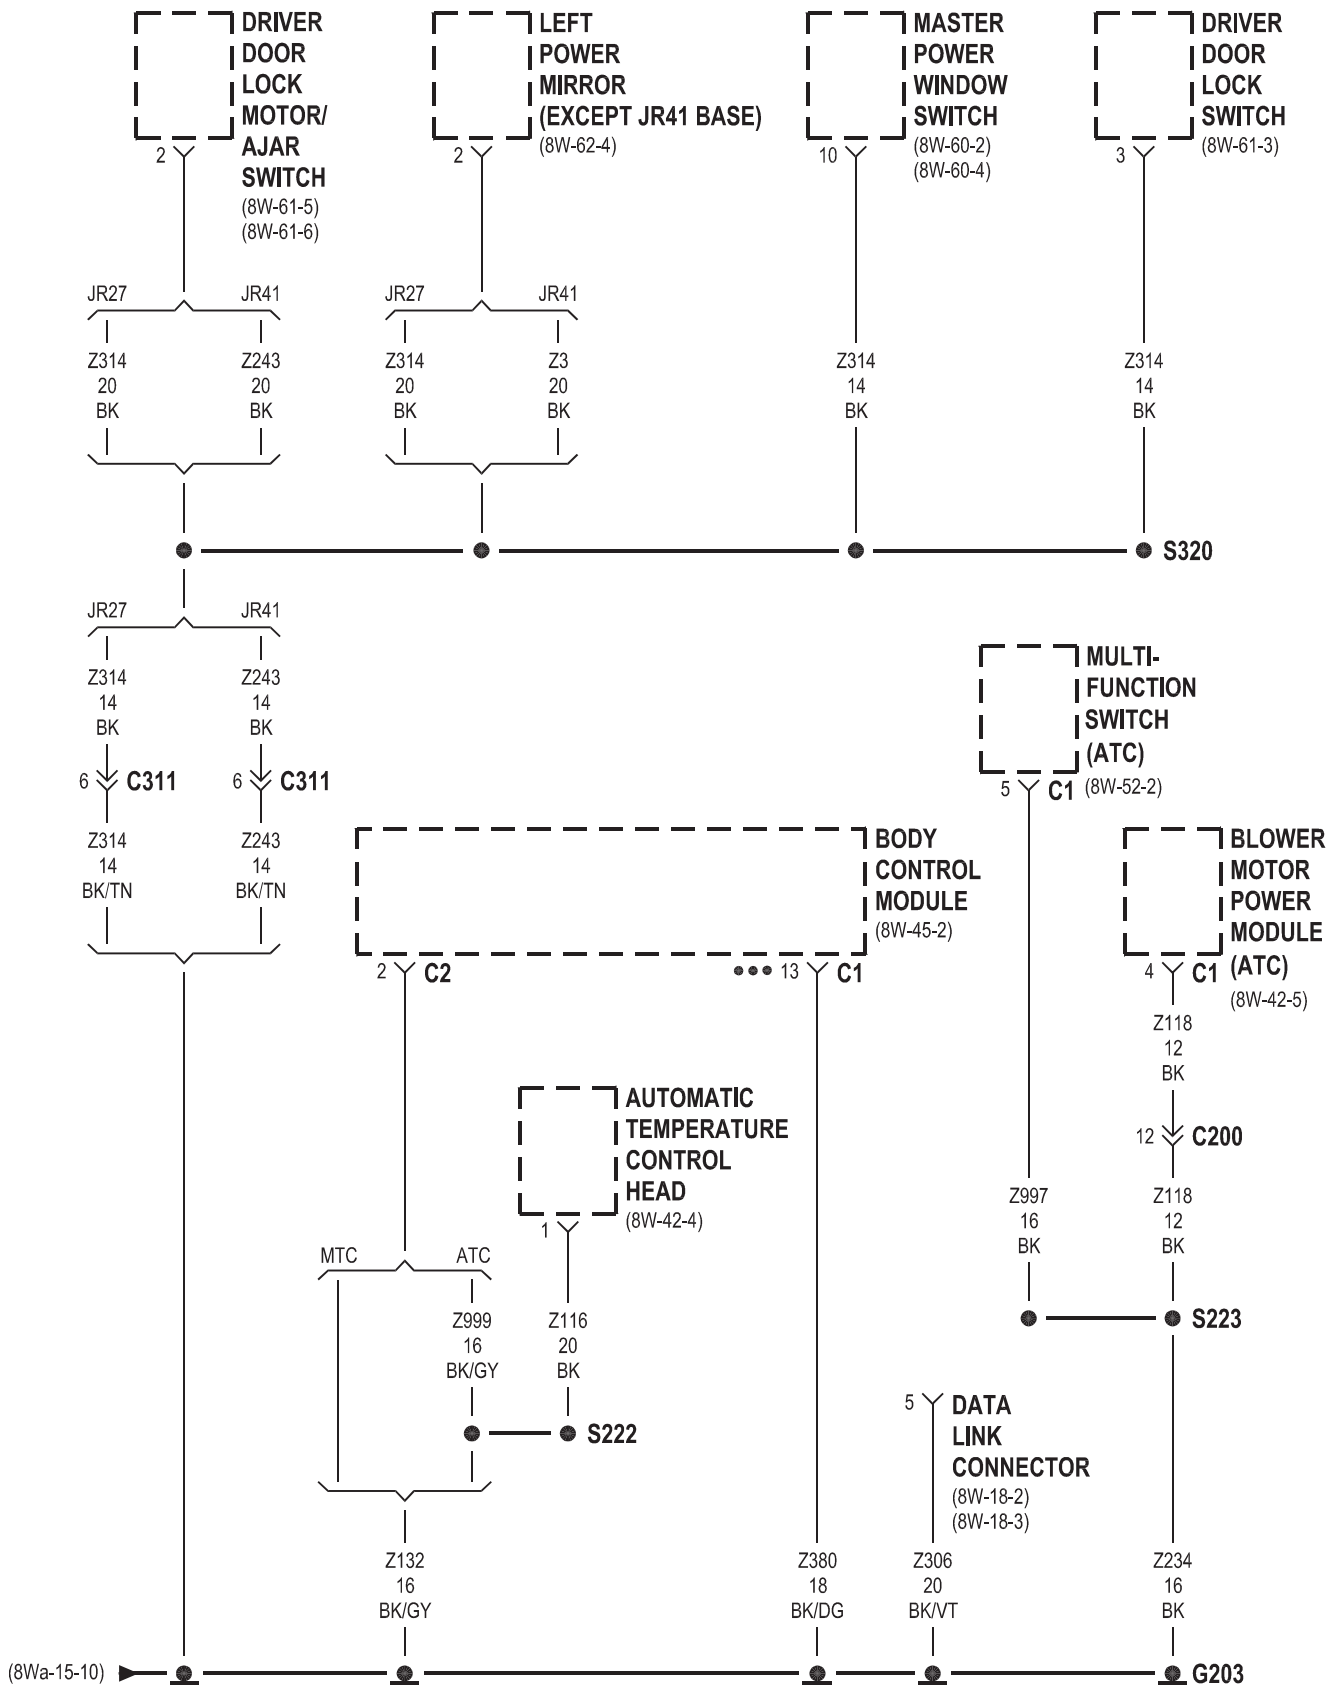 DRIVER
DOOR
LOCK
MOTOR/
AJAR
SWITCH
(8W-61-5)
(8W-61-6)
2
LEFT
POWER
MIRROR
(EXCEPT JR41 BASE)
(8W-62-4)
2
MASTER
POWER
WINDOW
SWITCH
(8W-60-2)
(8W-60-4)
10
DRIVER
DOOR
LOCK
SWITCH
(8W-61-3)
3
JR27
JR41
JR27
JR41
Z314
20
BK
Z243
20
BK
Z314
20
BK
Z3
20
BK
Z314
14
BK
Z314
14
BK
S320
JR27
JR41
Z314
14
BK
Z243
14
BK
6
C311
6
C311
Z314
14
BK/TN
Z243
14
BK/TN
MULTI-
FUNCTION
SWITCH
(ATC)
(8W-52-2)
5
C1
BODY
CONTROL
MODULE
(8W-45-2)
2
C2
13
C1
BLOWER
MOTOR
POWER
MODULE
(ATC)
(8W-42-5)
4
C1
Z118
12
BK
12
C200
AUTOMATIC
TEMPERATURE
CONTROL
HEAD
(8W-42-4)
1
Z997
16
BK
Z118
12
BK
MTC
ATC
Z999
16
BK/GY
Z116
20
BK
S223
S222
5
DATA
LINK
CONNECTOR
(8W-18-2)
(8W-18-3)
Z132
16
BK/GY
Z380
18
BK/DG
Z306
20
BK/VT
Z234
16
BK
(8Wa-15-10)
G203